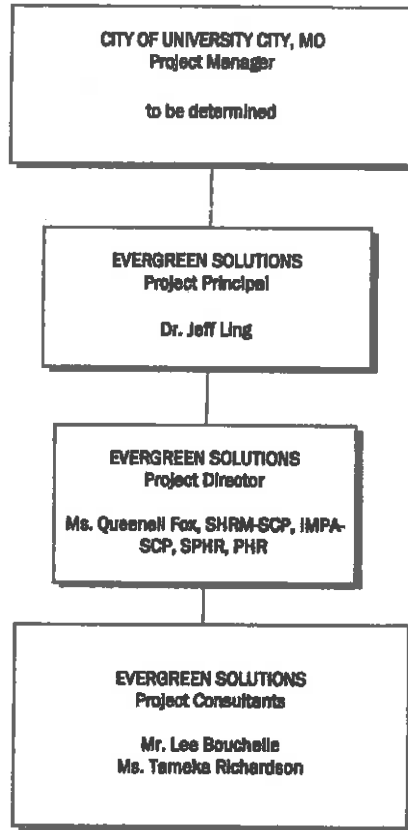 CITY OF UNIVERSITY CITY, MO
Project Manager
to be determined
EVERGREEN SOLUTIONS
Project Principal
Dr. Jeff Ling
EVERGREEN SOLUTIONS
Project Director
Ms. Queenell Fox, SHRM-SCP, IMPA-
SCP, SPHR, PHR
EVERGREEN SOLUTIONS
Project Consultants
Mr. Lee Bouchelle
Ms. Tameka Richardson